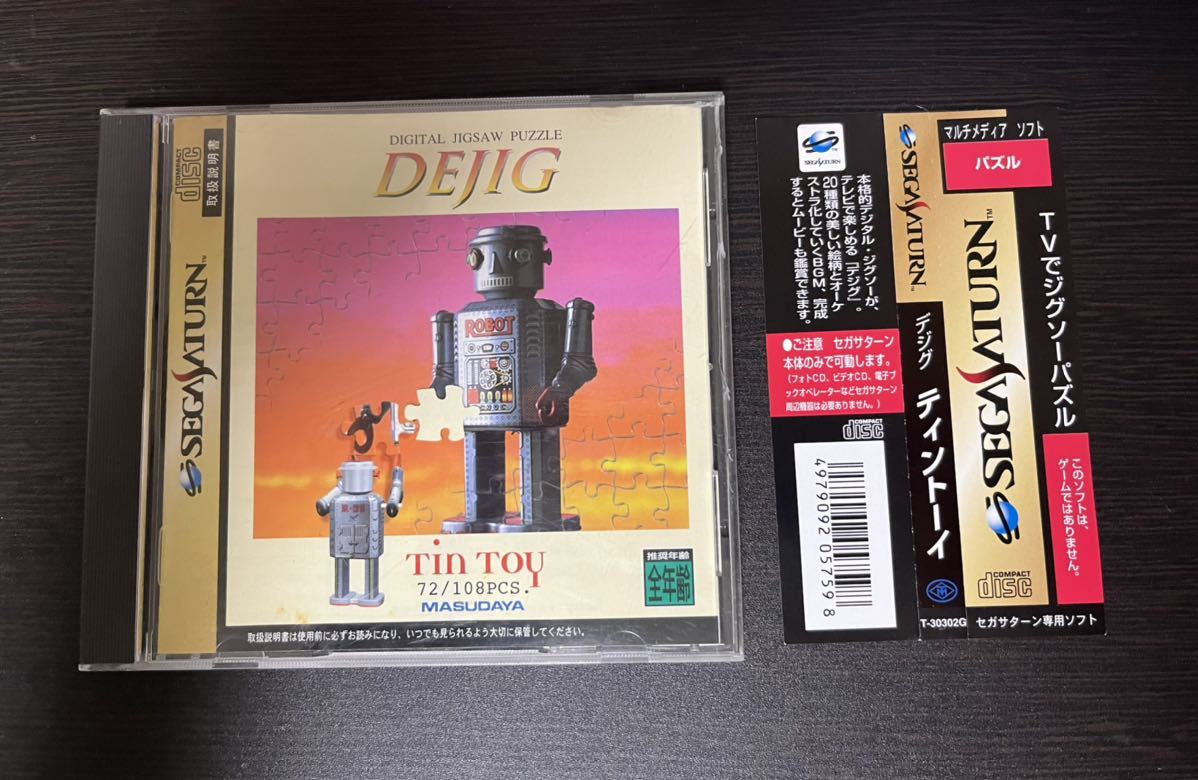 COMPACT
disc
取扱説明書
SEGA SATURN™
DIGITAL JIGSAW PUZZLE
DEJIG
ROBOT
Tin Toy
72/108PCS.
MASUDAYA
推奨年齢
全年齢
取扱説明書は使用前に必ずお読みになり、いつでも見られるよう大切に保管してください。
SEGA SATURN™
本格的デジタル・ジグソーが、
テレビで楽しめる「デジグ」。
20種類の美しい絵柄とオーケ
ストラ化していくBGM、完成
するとムービーも鑑賞できます。
●ご注意 セガサターン
本体のみで可動します。
(フォトCD、ビデオCD、電子ブ
ックオペレーターなどセガサターン
周辺機器は必要ありません。)
COMPACT
disc
4979092 057598
SEGA SATURN™
デジグ ティントーイ
T-30302G
マルチメディア ソフト
パズル
SEGA SATURN™
TVでジグソーパズル
このソフトは、
ゲームではありません。
COMPACT
disc
セガサターン専用ソフト